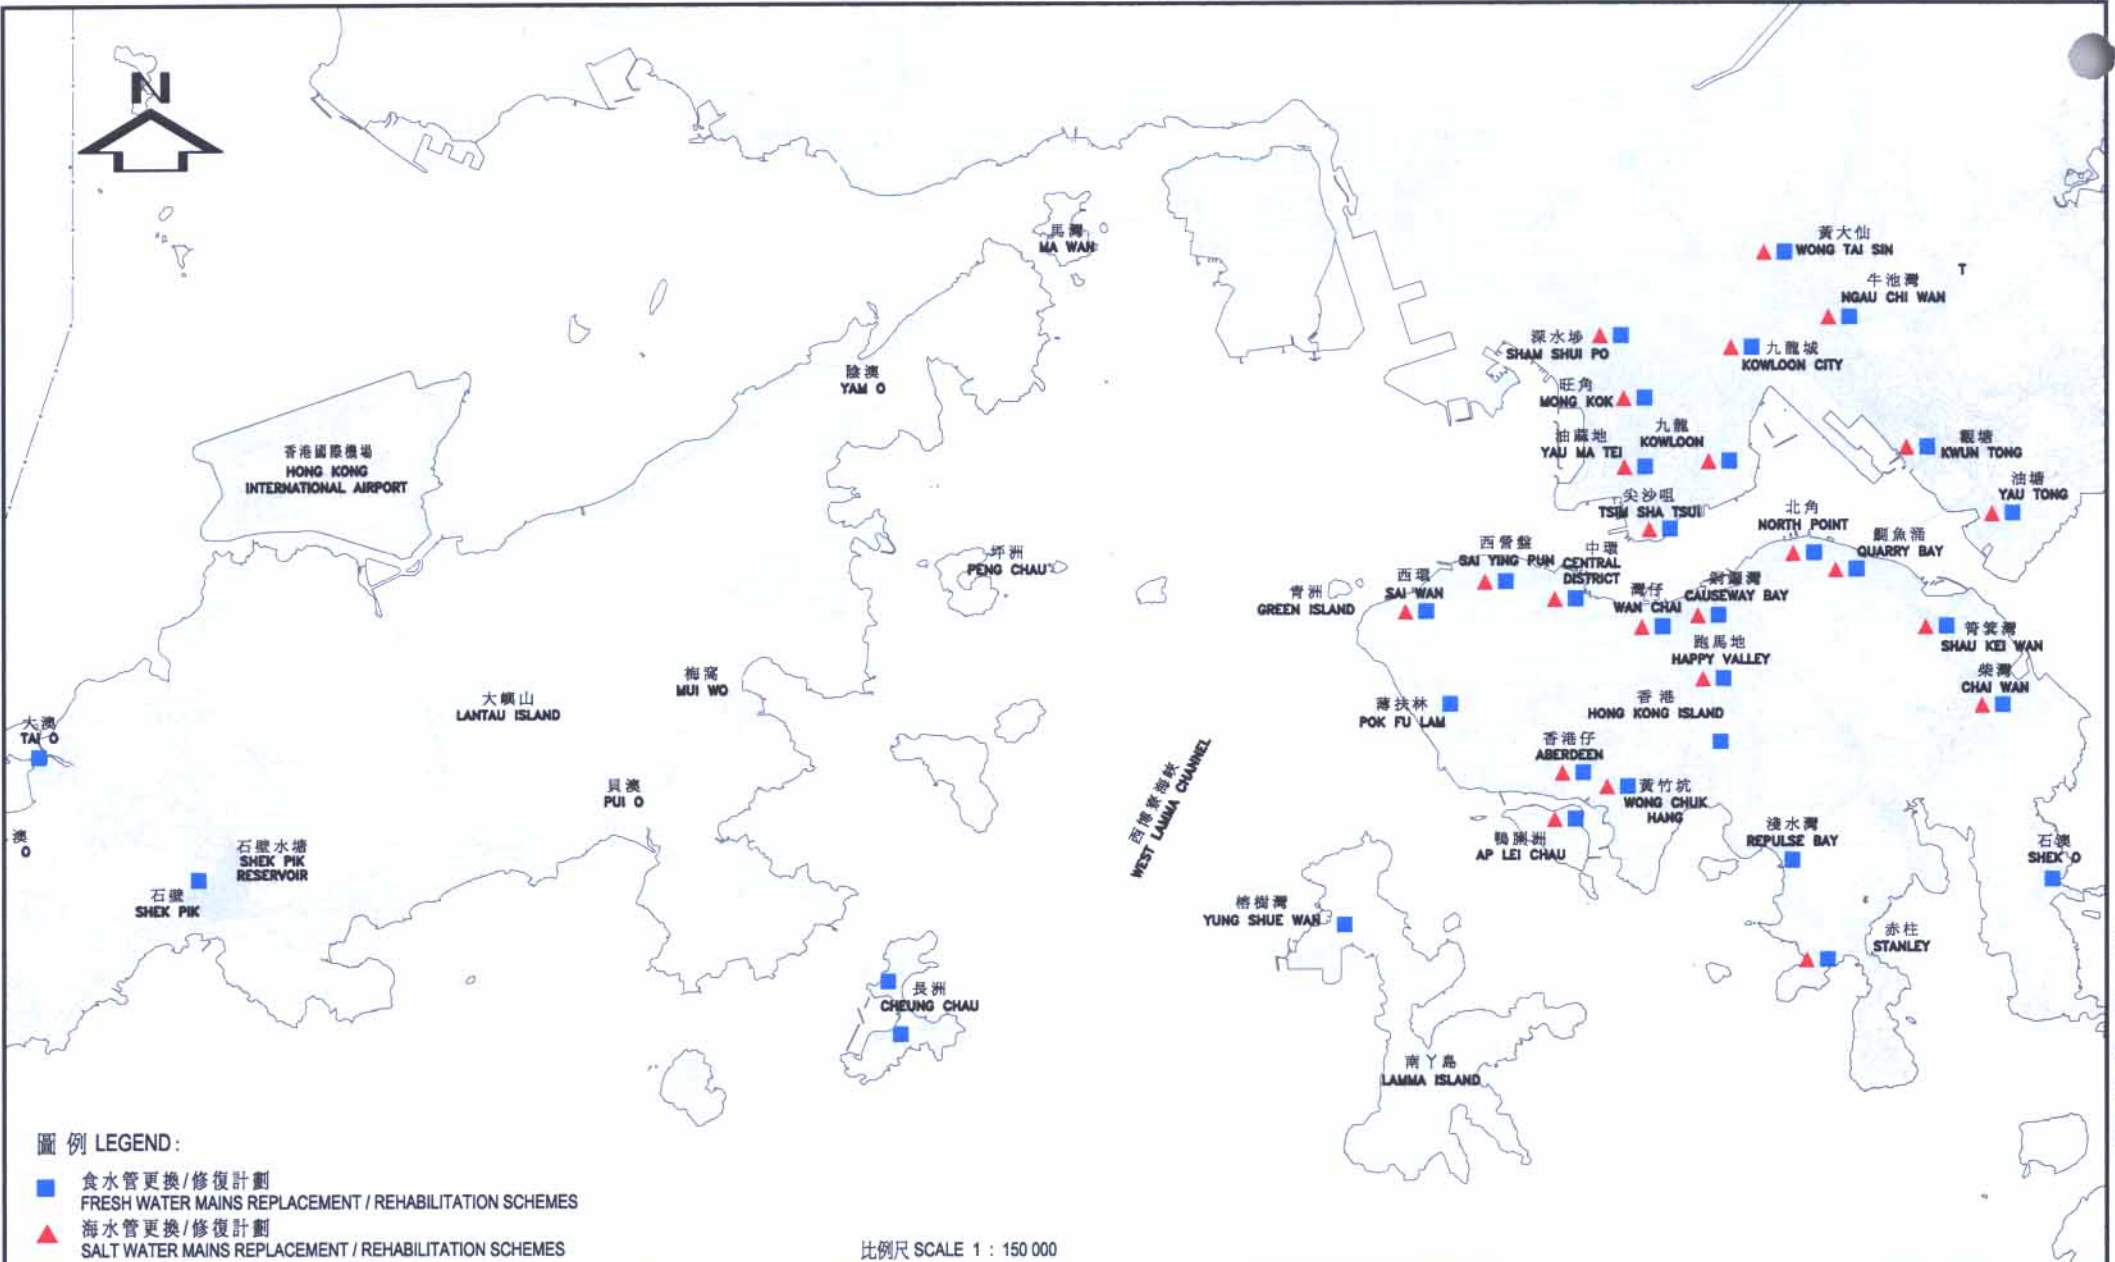 N
馬灣
MA WAN
黃大仙
WONG TAI SIN
T
牛池灣
NGAU CHI WAN
深水埗
SHAM SHUI PO
九龍城
KOWLOON CITY
陰澳
YAM O
旺角
MONG KOK
九龍
KOWLOON
油麻地
YAU MA TEI
觀塘
KWUN TONG
香港國際機場
HONG KONG
INTERNATIONAL AIRPORT
油塘
YAU TONG
尖沙咀
TSIM SHA TSUI
北角
NORTH POINT
鰂魚涌
QUARRY BAY
西營盤
SAI YING PUN
中環
CENTRAL
DISTRICT
坪洲
PENG CHAU
青洲
GREEN ISLAND
西環
SAI WAN
灣仔
WAN CHAI
銅鑼灣
CAUSEWAY BAY
筲箕灣
SHAU KEI WAN
跑馬地
HAPPY VALLEY
柴灣
CHAI WAN
梅窩
MUI WO
大嶼山
LANTAU ISLAND
薄扶林
POK FU LAM
香港
HONG KONG ISLAND
大澳
TAI O
香港仔
ABERDEEN
西博寮海峽
WEST LAMMA CHANNEL
貝澳
PUI O
黃竹坑
WONG CHUK
HANG
淺水灣
REPULSE BAY
鴨脷洲
AP LEI CHAU
石澳
SHEK O
澳
O
石壁水塘
SHEK PIK
RESERVOIR
石壁
SHEK PIK
榕樹灣
YUNG SHUE WAN
赤柱
STANLEY
長洲
CHEUNG CHAU
南丫島
LAMMA ISLAND
圖例 LEGEND:
食水管更換/修復計劃
FRESH WATER MAINS REPLACEMENT / REHABILITATION SCHEMES
海水管更換/修復計劃
SALT WATER MAINS REPLACEMENT / REHABILITATION SCHEMES
比例尺 SCALE 1 : 150 000